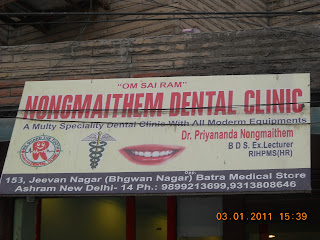 "OM SAI RAM"
NONGMAITHEM DENTAL CLINIC
A Multy Speciality Dental Clinic With All Moderm Equipments
Dr. Priyananda Nongmaithem
B D S. Ex.Lecturer
RIHPMS(HR)
Opp.
153, Jeevan Nagar (Bhgwan Nagar) Batra Medical Store
Ashram New Delhi- 14 Ph.: 9899213699,9313808646
03.01.2011 15:39